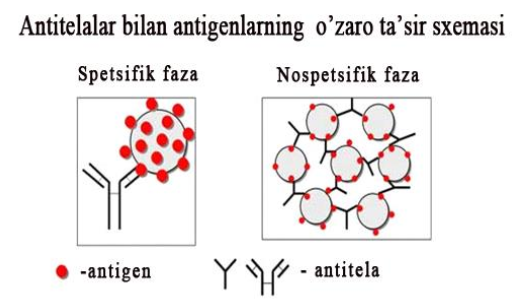 Antitelalar bilan antigenlarning o’zaro ta’sir sxemasi
Spetsifik faza
Nospetsifik faza
-antigen
- antitela